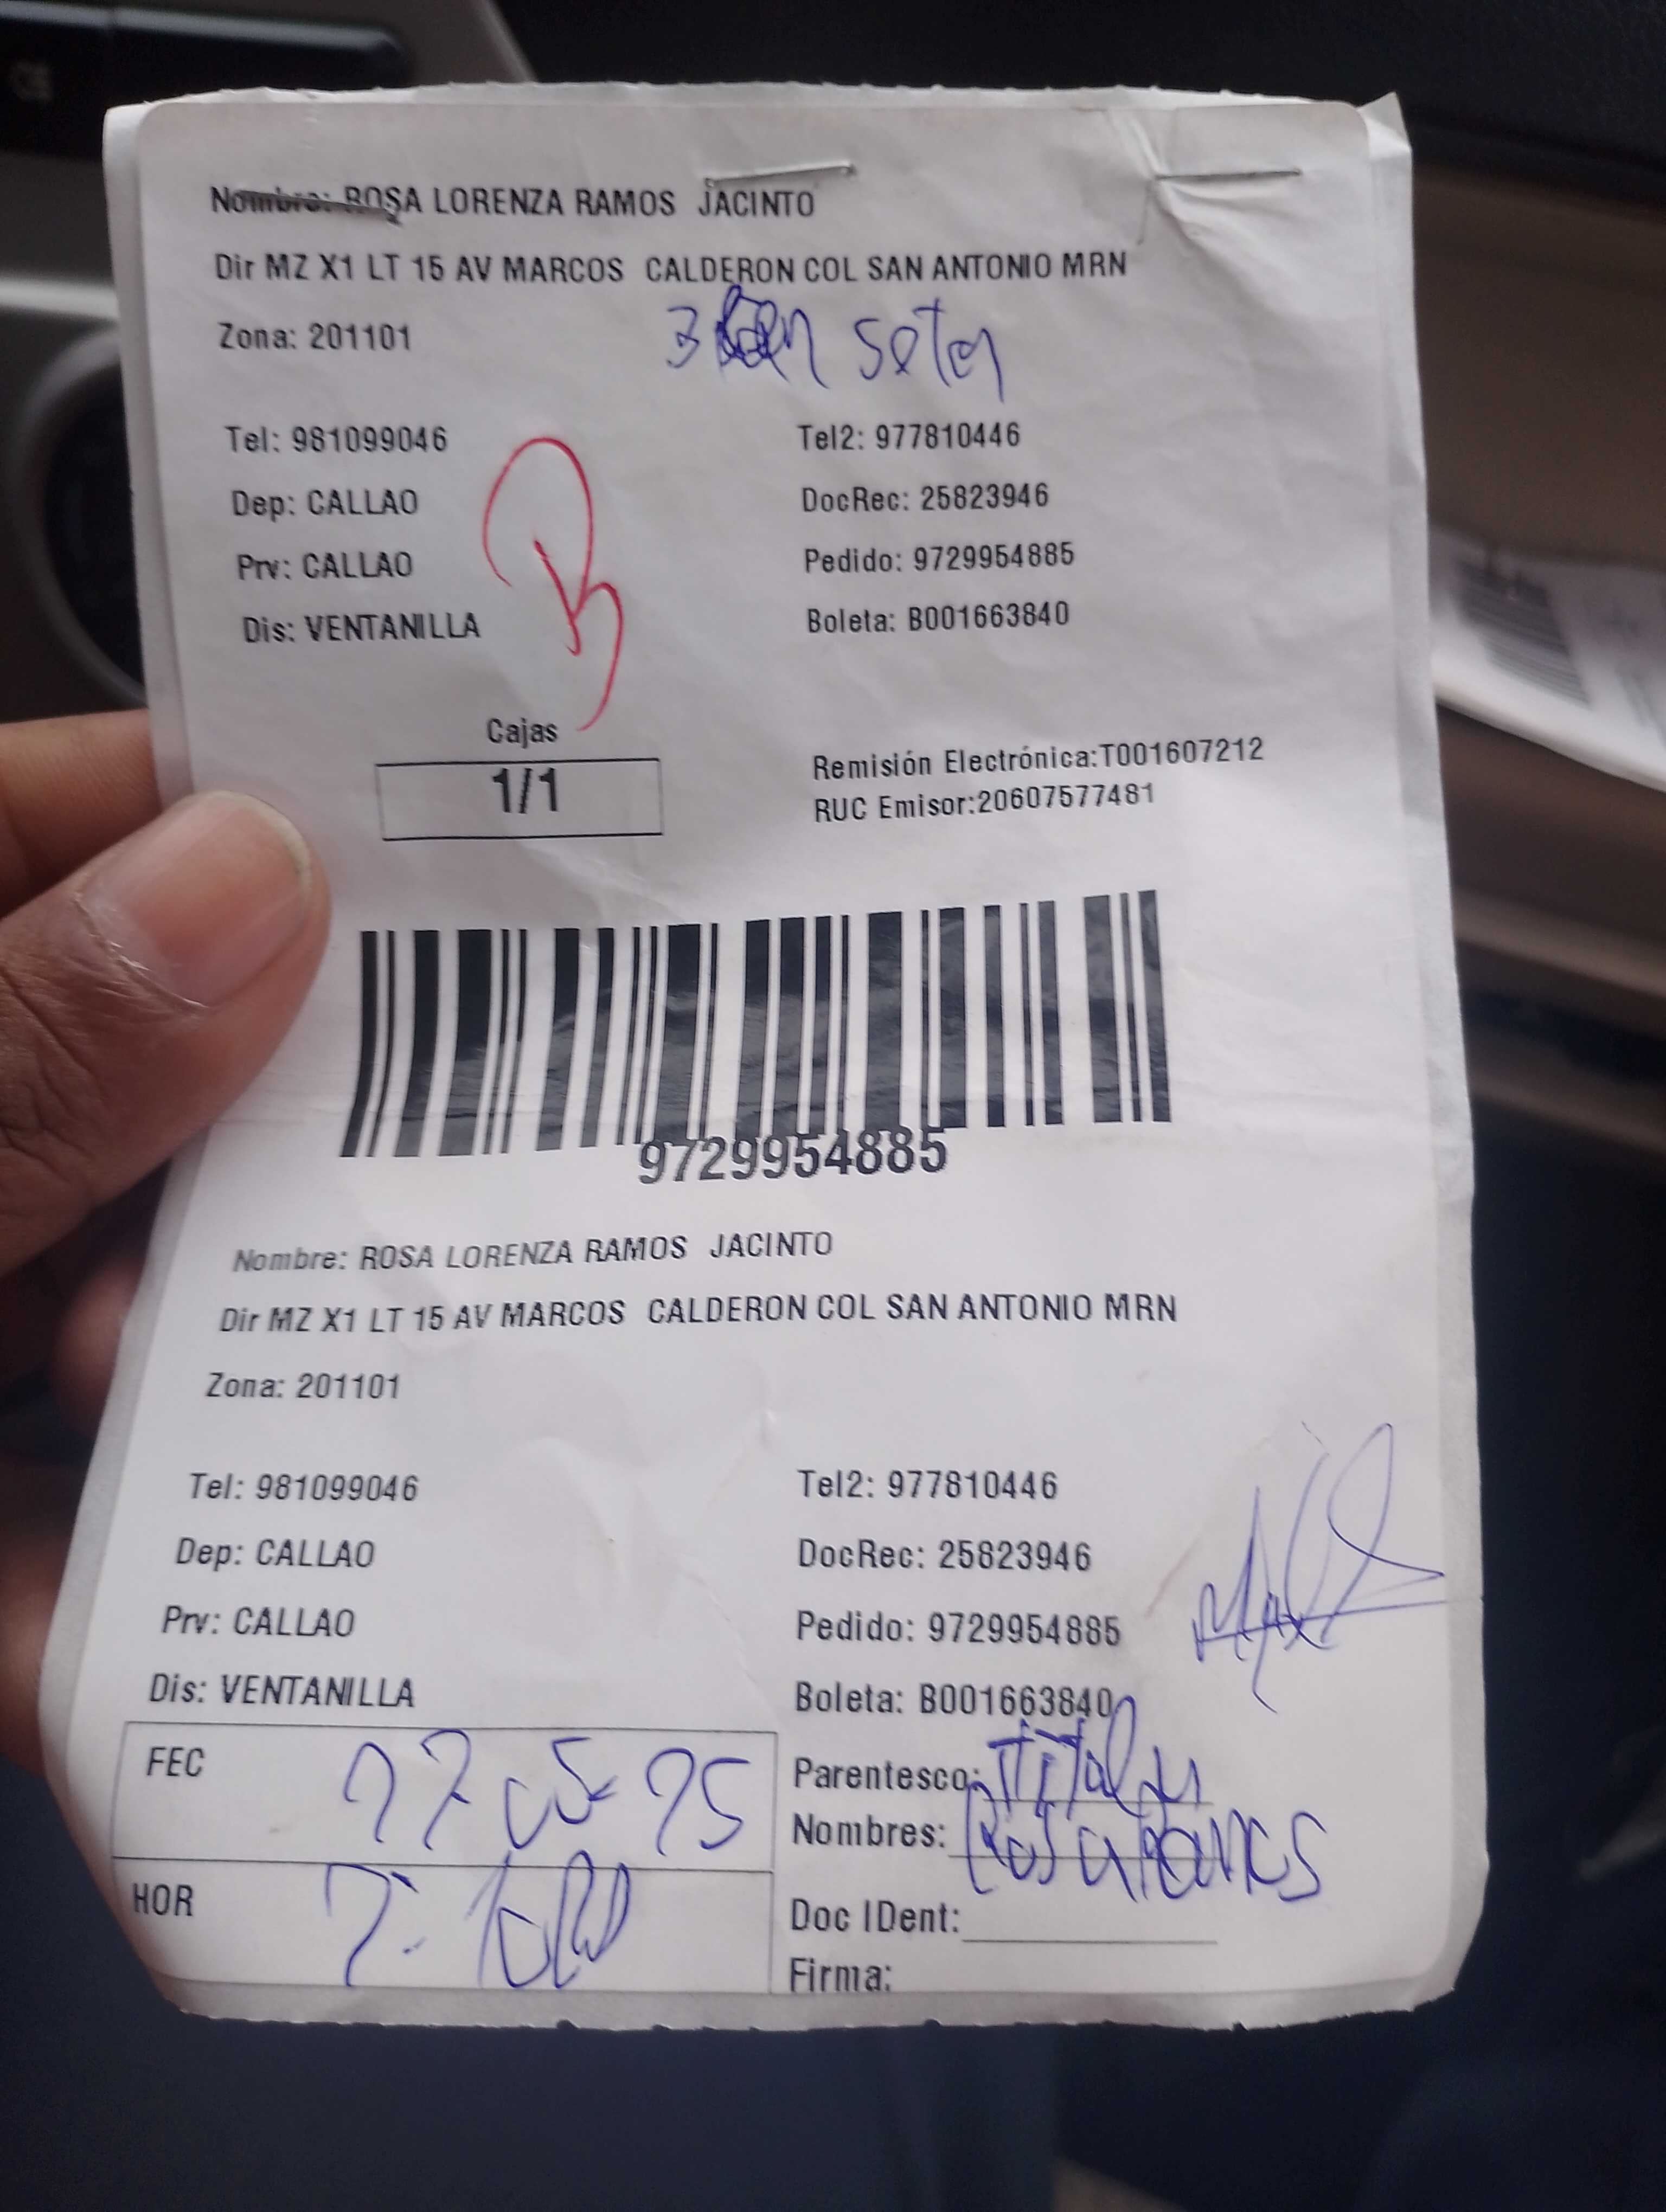 Nombre: ROSA LORENZA RAMOS JACINTO
Dir MZ X1 LT 15 AV MARCOS CALDERON COL SAN ANTONIO MRN
Zona: 201101
3
Tel: 981099046 Tel2: 977810446
Dep: CALLAO DocRec: 25823946
Prv: CALLAO Pedido: 9729954885
Dis: VENTANILLA Boleta: B001663840
Cajas
1/1
Remisión Electrónica:T001607212
RUC Emisor:20607577481
9729954885
Nombre: ROSA LORENZA RAMOS JACINTO
Dir MZ X1 LT 15 AV MARCOS CALDERON COL SAN ANTONIO MRN
Zona: 201101
Tel: 981099046 Tel2: 977810446
Dep: CALLAO DocRec: 25823946
Prv: CALLAO Pedido: 9729954885
Dis: VENTANILLA Boleta: B001663840
FEC
HOR
Parentesco: Titular
Nombres: Rosa Ramos
Doc IDent:
Firma: